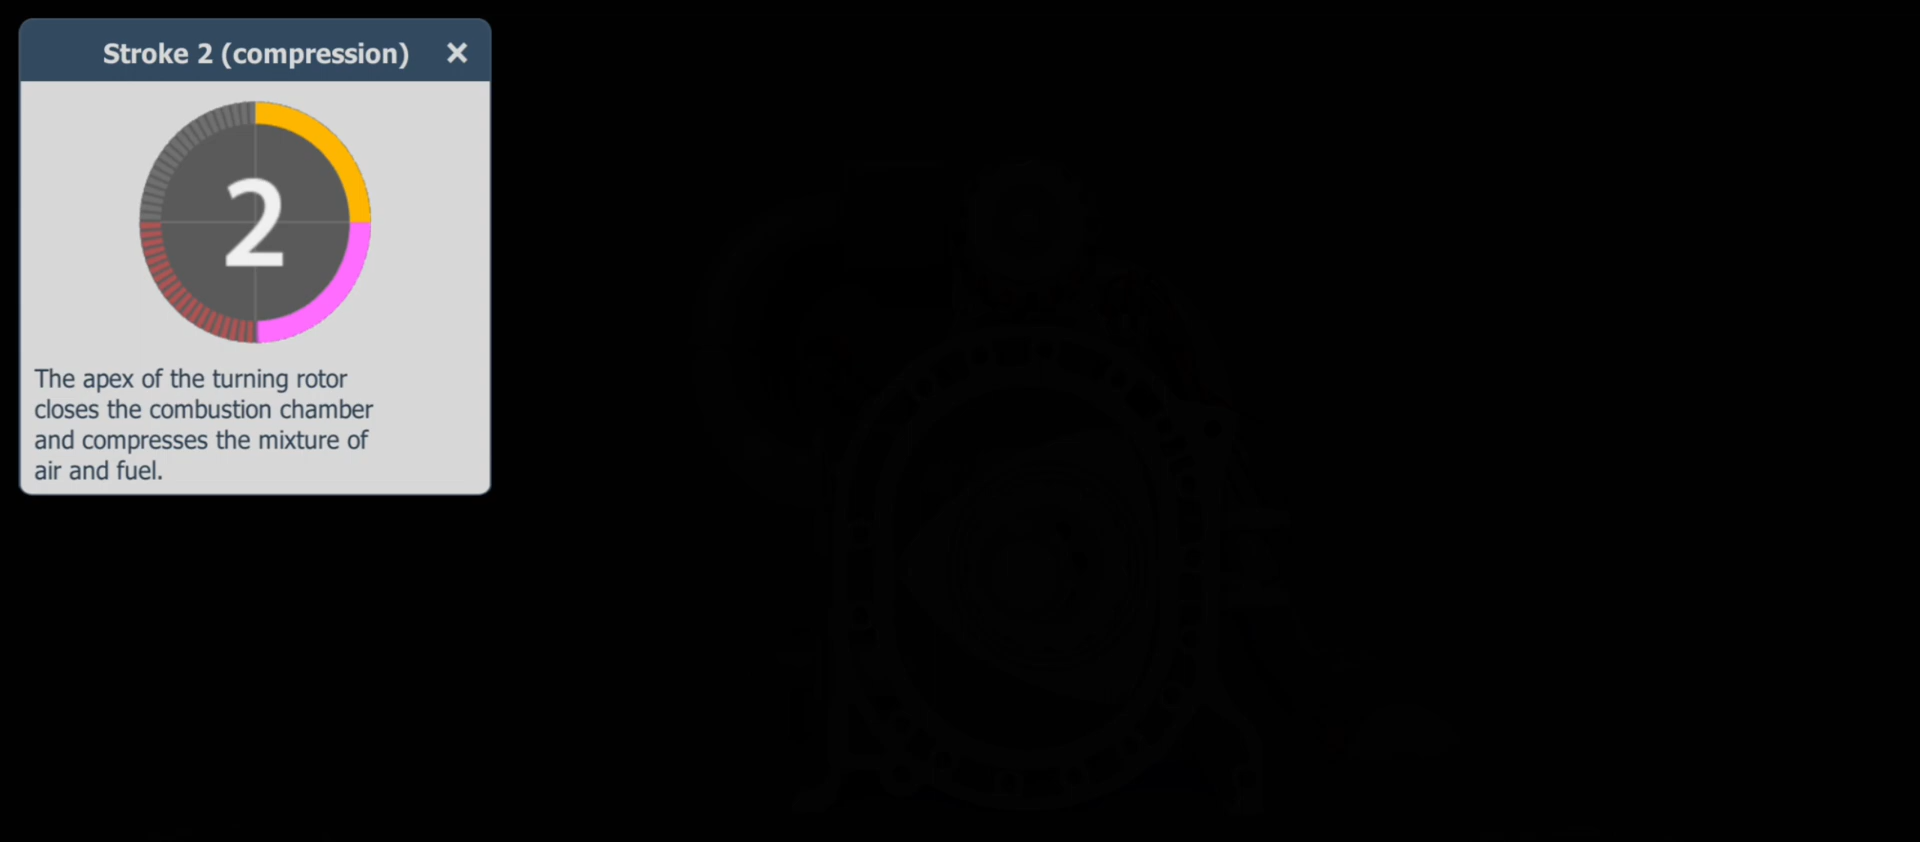 Stroke 2 (compression) ×
2
The apex of the turning rotor
closes the combustion chamber
and compresses the mixture of
air and fuel.